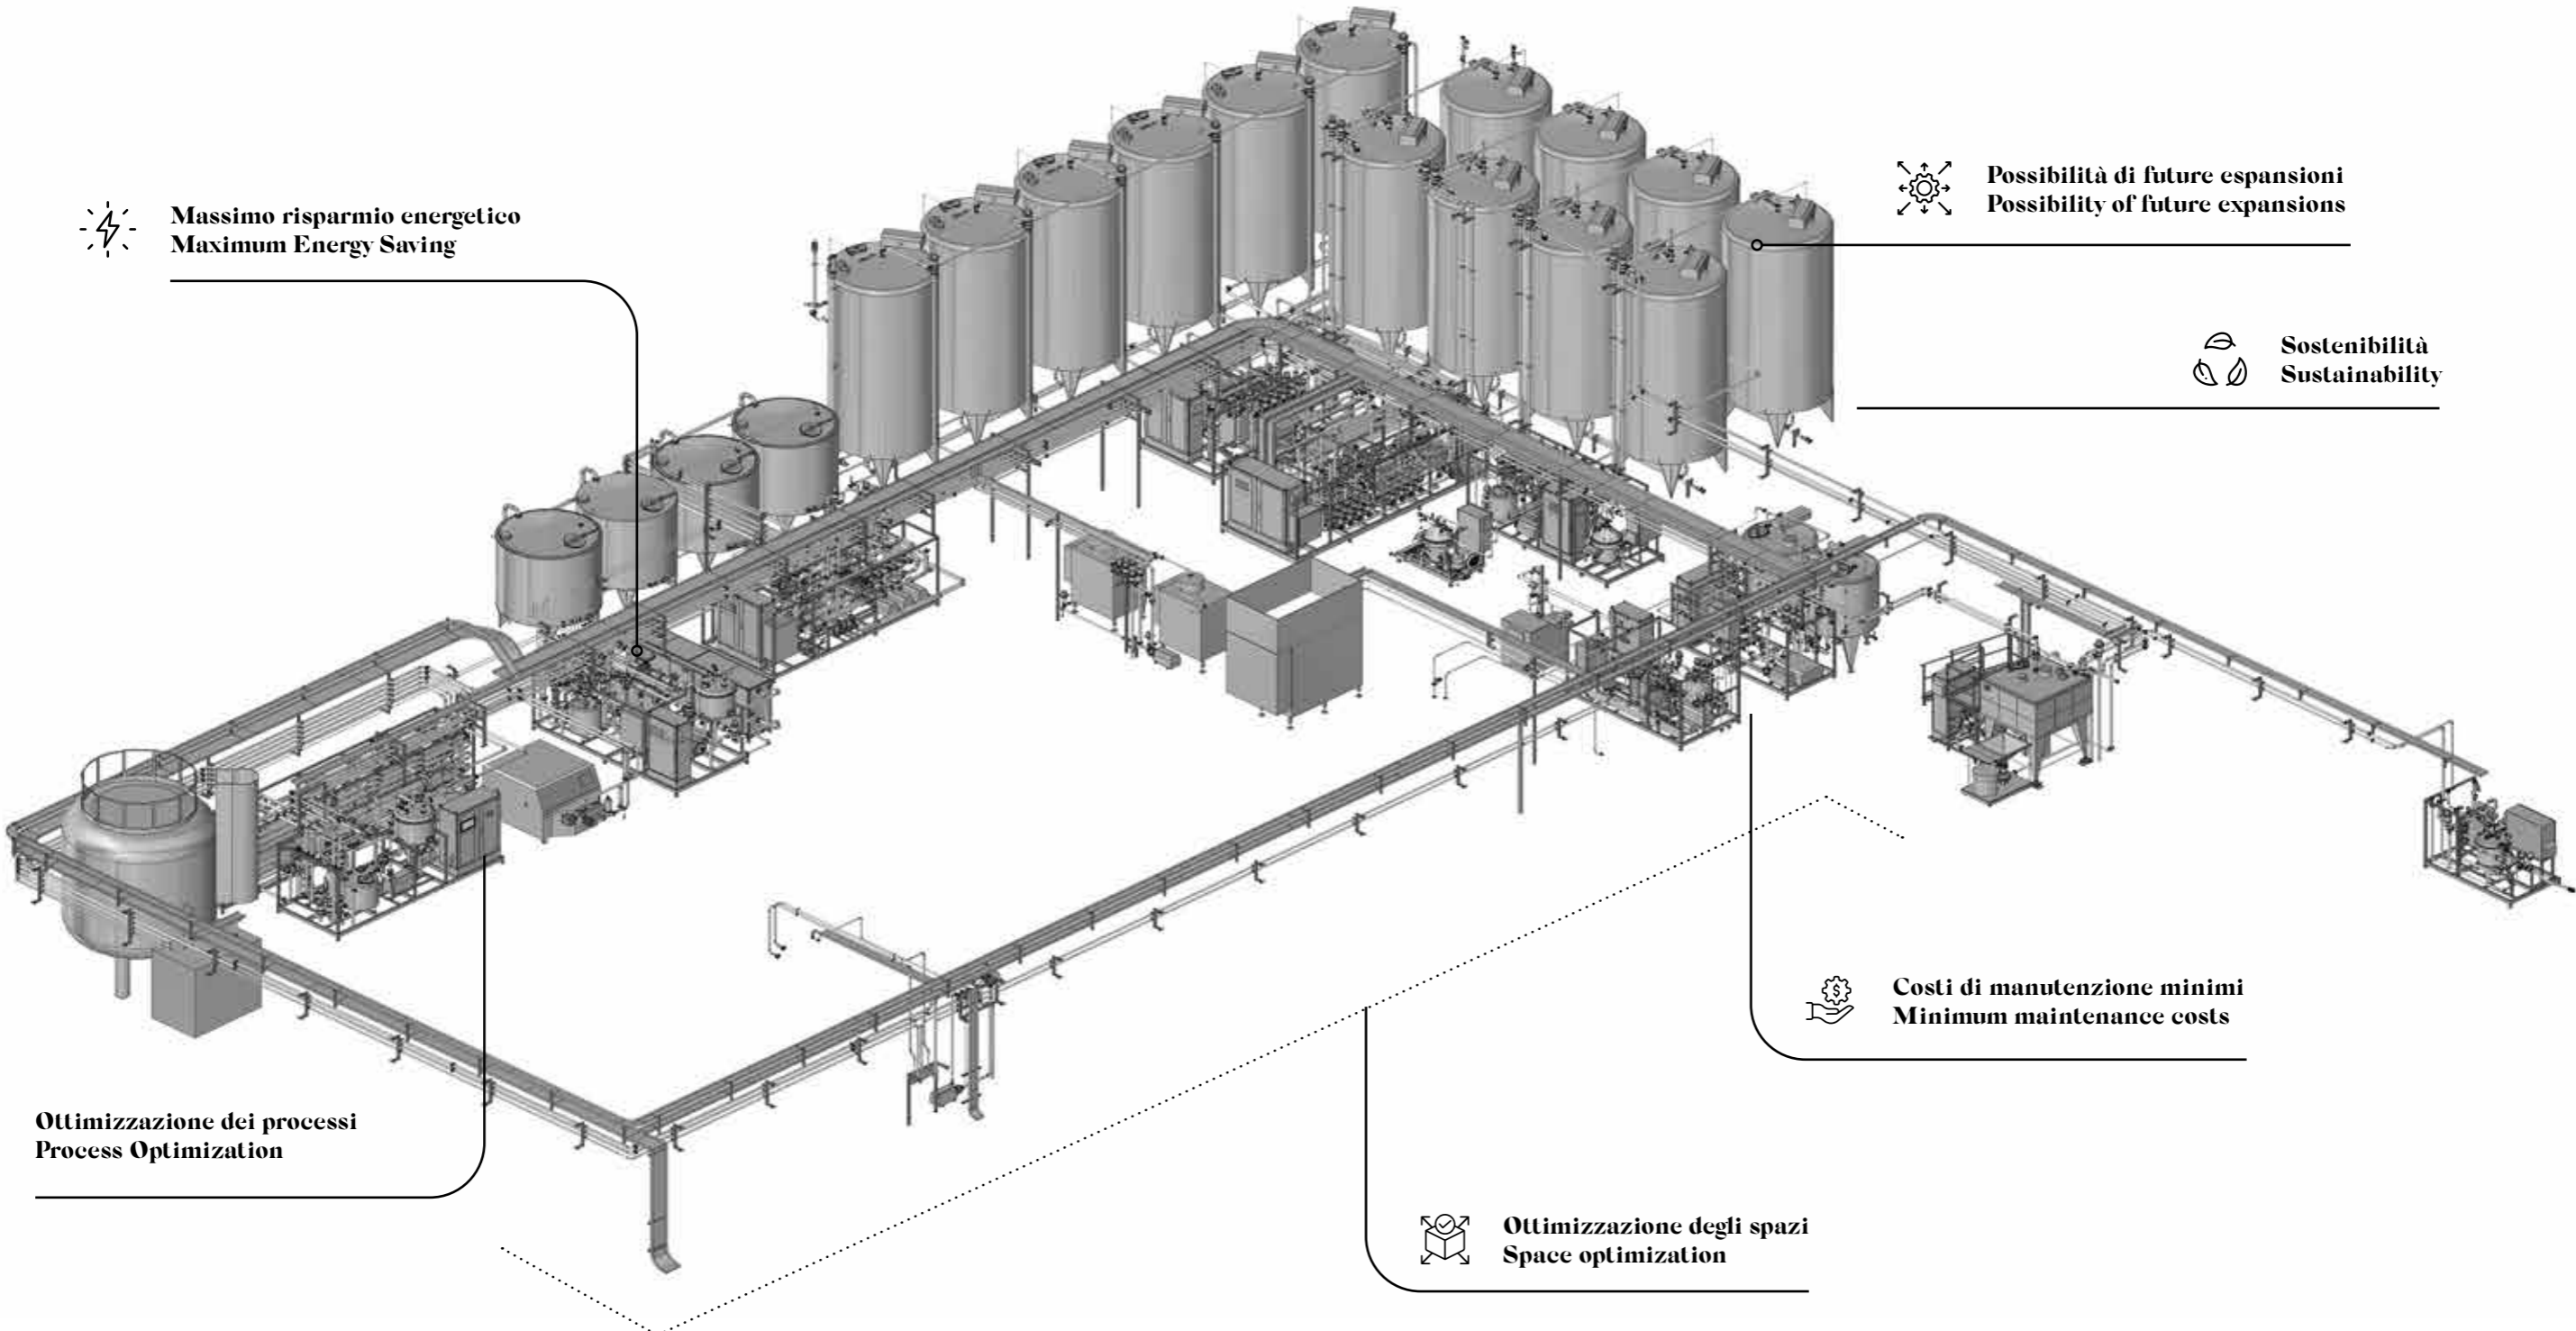 Massimo risparmio energetico
Maximum Energy Saving
Possibilità di future espansioni
Possibility of future expansions
Sostenibilità
Sustainability
Costi di manutenzione minimi
Minimum maintenance costs
Ottimizzazione dei processi
Process Optimization
Ottimizzazione degli spazi
Space optimization